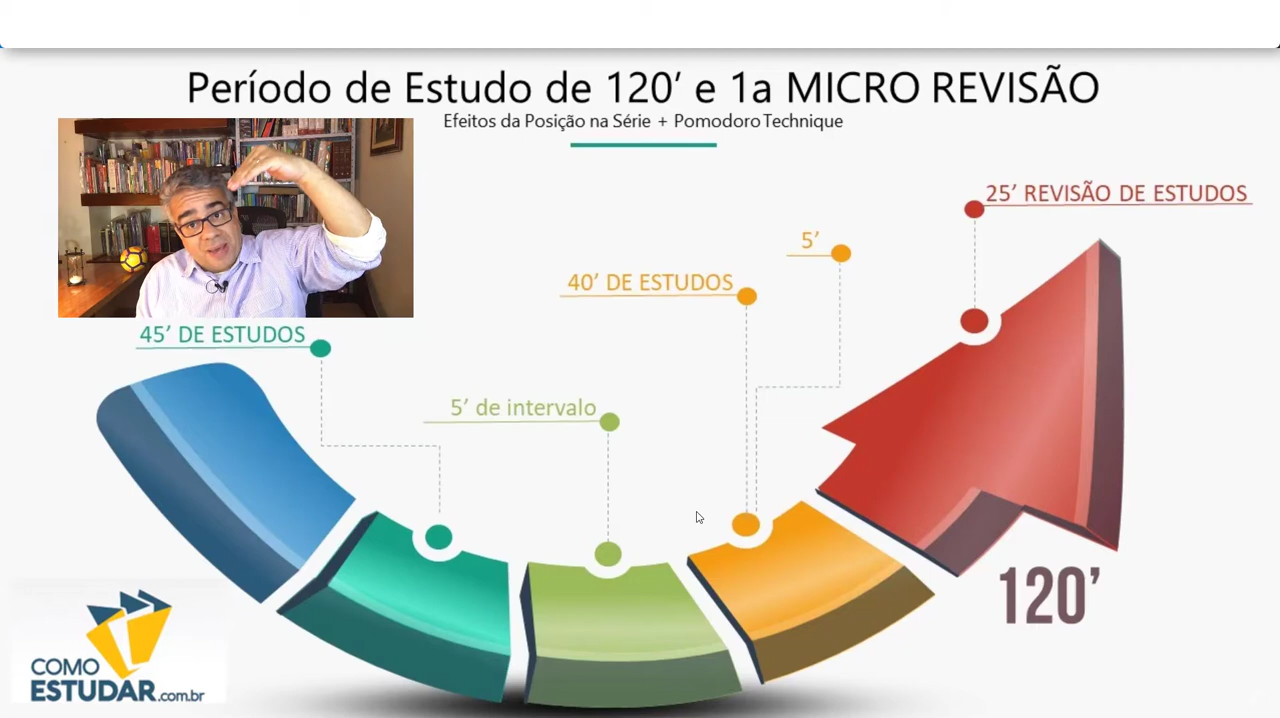 Período de Estudo de 120’ e 1a MICRO REVISÃO
Efeitos da Posição na Série + Pomodoro Technique
25’ REVISÃO DE ESTUDOS
5’
40’ DE ESTUDOS
45’ DE ESTUDOS
5’ de intervalo
120’
COMO
ESTUDAR.com.br